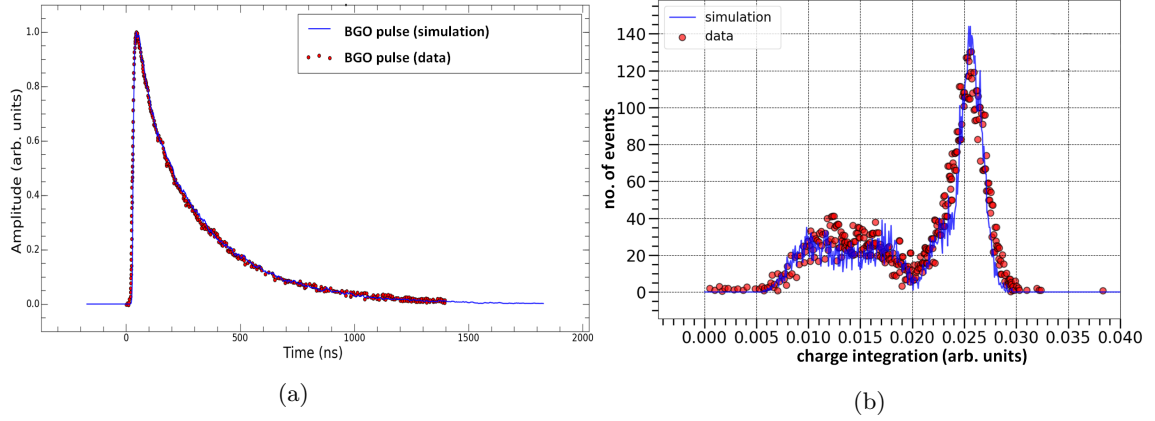 BGO pulse (simulation)
BGO pulse (data)
1.0
0.8
0.6
0.4
0.2
0.0
Amplitude (arb. units)
0 500 1000 1500 2000
Time (ns)
(a)
simulation
data
140
120
100
80
60
40
20
0
no. of events
0.000 0.005 0.010 0.015 0.020 0.025 0.030 0.035 0.040
charge integration (arb. units)
(b)